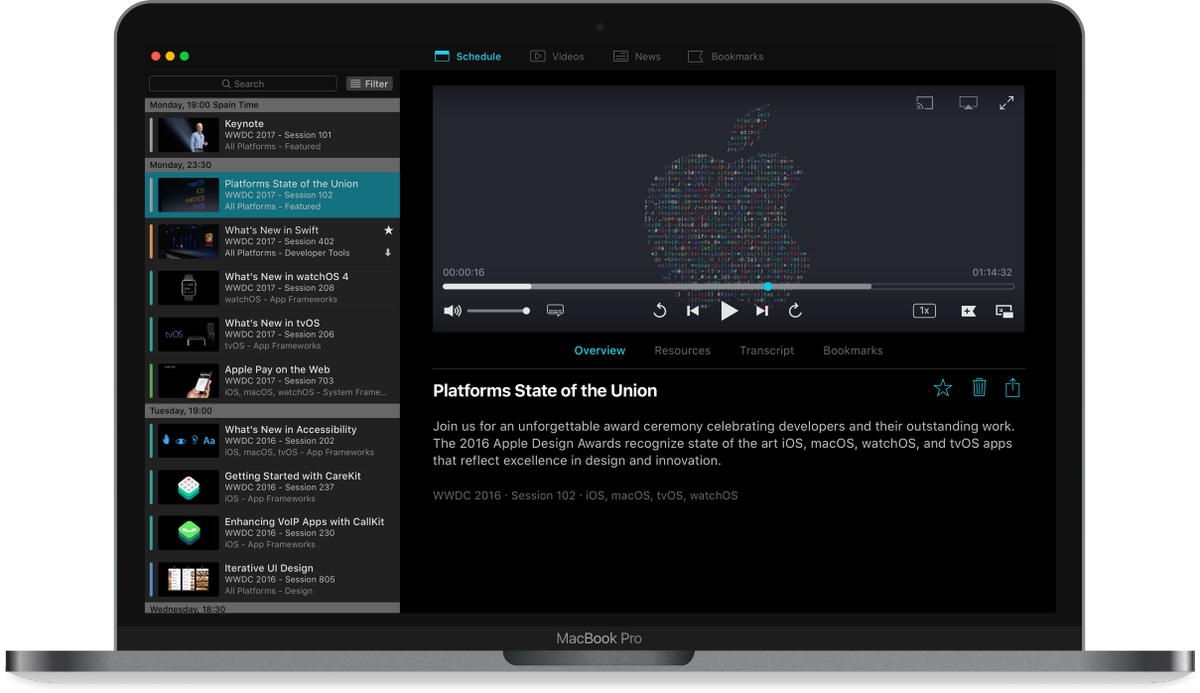 Schedule
Videos
News
Bookmarks
Search
Filter
Monday, 19:00 Spain Time
Keynote
WWDC 2017 - Session 101
All Platforms - Featured
Monday, 23:30
macOS
iOS
watchOS
tvOS
Platforms State of the Union
WWDC 2017 - Session 102
All Platforms - Featured
What's New in Swift
WWDC 2017 - Session 402
All Platforms - Developer Tools
What's New in watchOS 4
WWDC 2017 - Session 208
watchOS - App Frameworks
tvOS
What's New in tvOS
WWDC 2017 - Session 206
tvOS - App Frameworks
Apple Pay on the Web
WWDC 2017 - Session 703
iOS, macOS, watchOS - System Frame...
Tuesday, 19:00
Aa
What's New in Accessibility
WWDC 2016 - Session 202
iOS, macOS, tvOS - App Frameworks
Getting Started with CareKit
WWDC 2016 - Session 237
iOS - App Frameworks
Enhancing VoIP Apps with CallKit
WWDC 2016 - Session 230
iOS - App Frameworks
Iterative UI Design
WWDC 2016 - Session 805
All Platforms - Design
Wednesday, 18:30
00:00:16
01:14:32
1x
Overview
Resources
Transcript
Bookmarks
Platforms State of the Union
Join us for an unforgettable award ceremony celebrating developers and their outstanding work.
The 2016 Apple Design Awards recognize state of the art iOS, macOS, watchOS, and tvOS apps
that reflect excellence in design and innovation.
WWDC 2016 · Session 102 · iOS, macOS, tvOS, watchOS
MacBook Pro